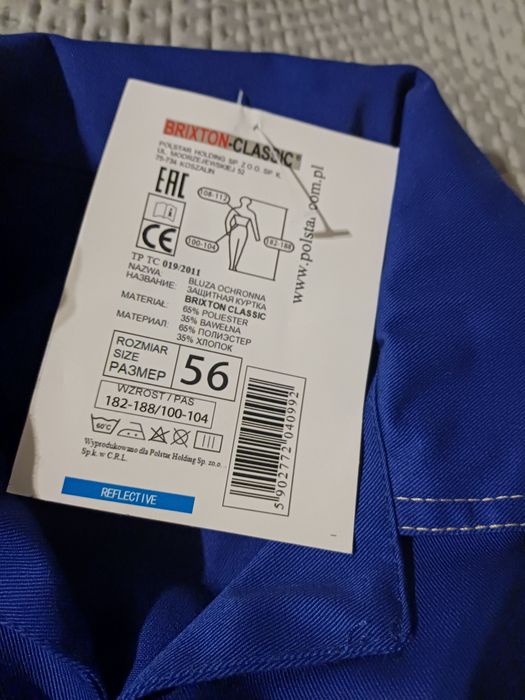 BRIXTON-CLASSIC®
POLSTAR HOLDING SP. Z O.O. SP. K.
UL. MODRZEJEWSKIEJ 52
75-734 KOSZALIN
EAC
108-112
182-188
100-104
CE
www.polstar.com.pl
TP TC 019/2011
NAZWA: BLUZA OCHRONNA
НАЗВАНИЕ: ЗАЩИТНАЯ КУРТКА
BRIXTON CLASSIC
MATERIAŁ: 65% POLIESTER
35% BAWEŁNA
МАТЕРИАЛ: 65% ПОЛИЭСТЕР
35% ХЛОПОК
ROZMIAR
SIZE
РАЗМЕР
56
WZROST / PAS
182-188/100-104
60°C
Wyprodukowano dla Polstar Holding Sp. zo.o.
Sp.k. w C.R.L.
REFLECTIVE
5 902772 040992